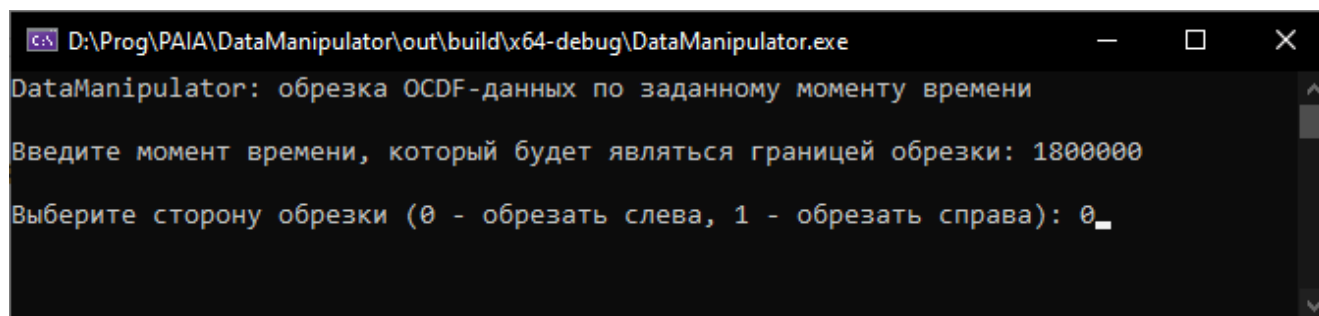 D:\Prog\PAIA\DataManipulator\out\build\x64-debug\DataManipulator.exe
DataManipulator: обрезка OCDF-данных по заданному моменту времени
Введите момент времени, который будет являться границей обрезки: 1800000
Выберите сторону обрезки (0 - обрезать слева, 1 - обрезать справа): 0